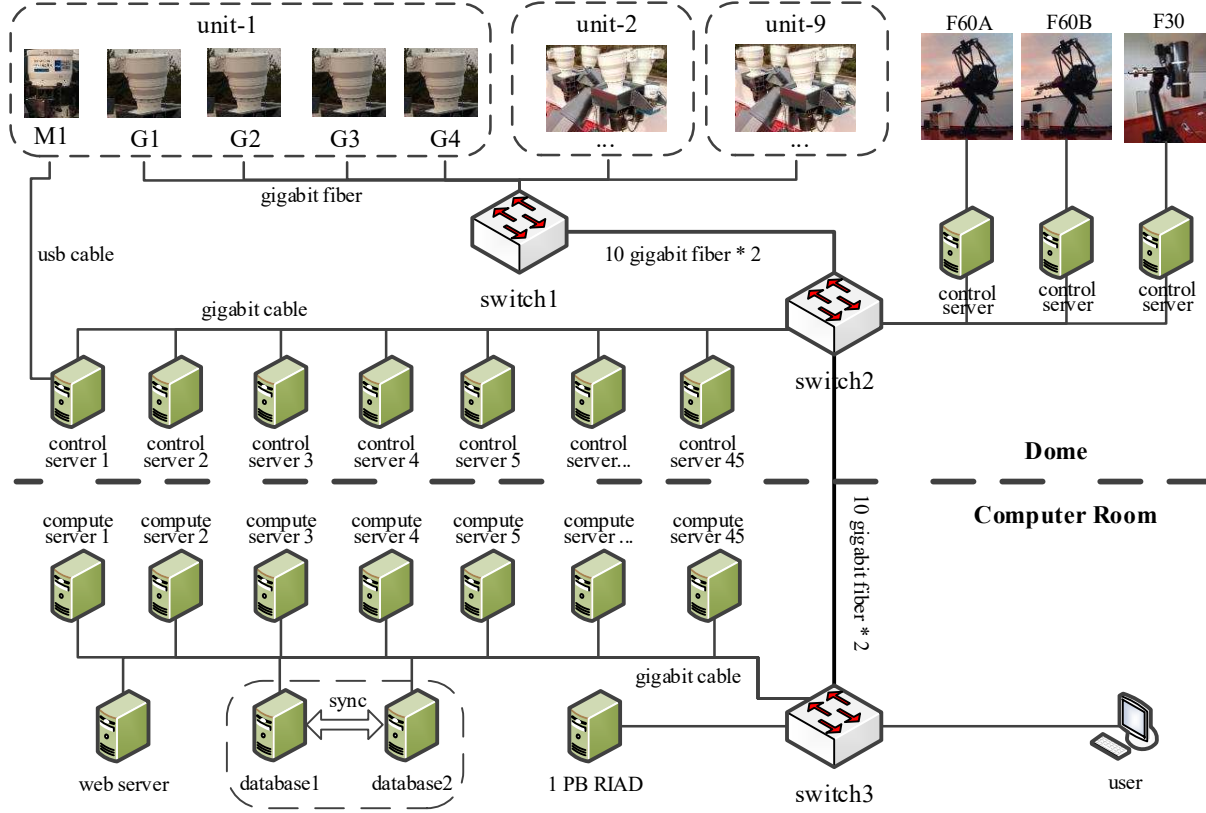 unit-1
unit-2
unit-9
F60A
F60B
F30
M1
G1
G2
G3
G4
...
...
gigabit fiber
usb cable
10 gigabit fiber * 2
switch1
control
server
control
server
control
server
gigabit cable
switch2
control
server 1
control
server 2
control
server 3
control
server 4
control
server 5
control
server...
control
server 45
Dome
Computer Room
compute
server 1
compute
server 2
compute
server 3
compute
server 4
compute
server 5
compute
server ...
compute
server 45
10 gigabit fiber * 2
gigabit cable
sync
web server
database1
database2
1 PB RIAD
switch3
user